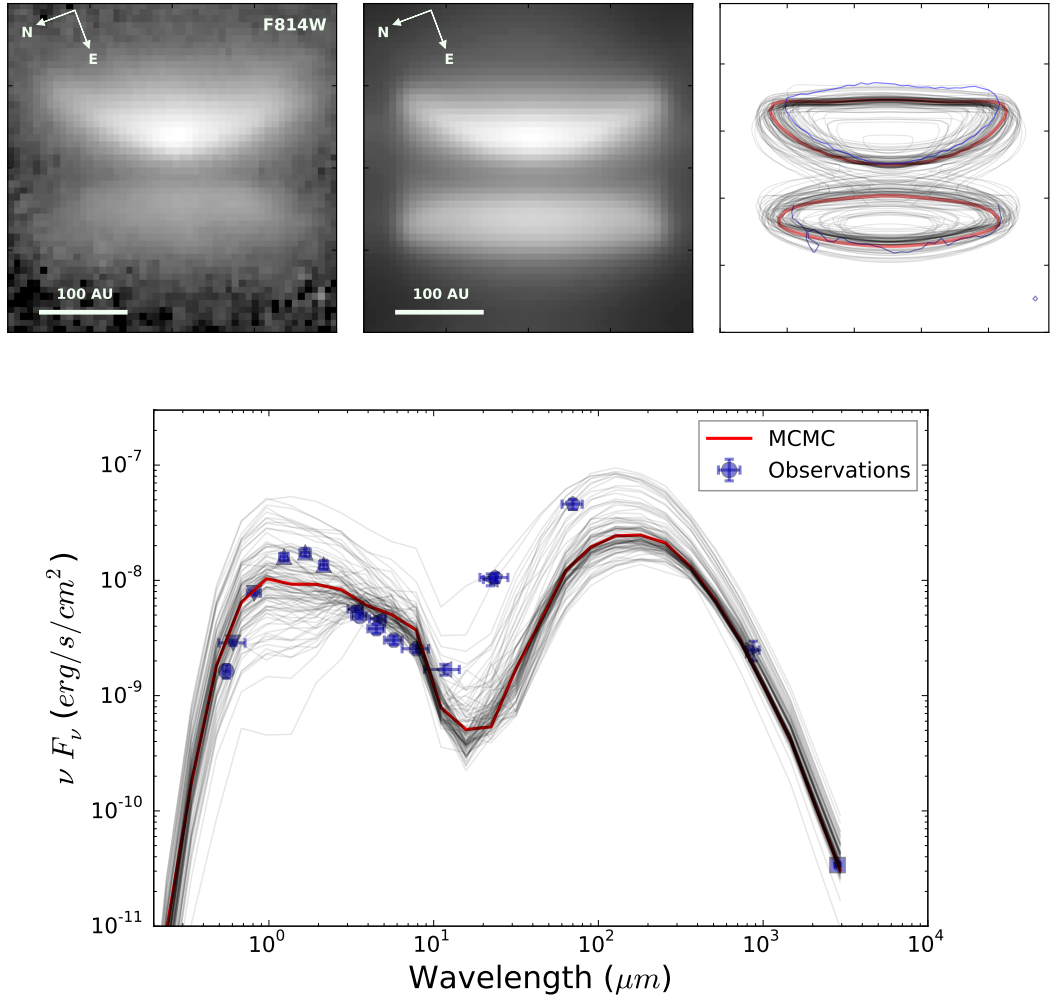 N
E
F814W
100 AU
N
E
100 AU
MCMC
Observations
10^-7
10^-8
10^-9
10^-10
10^-11
ν F_ν (erg/s/cm^2)
10^0 10^1 10^2 10^3 10^4
Wavelength (μm)